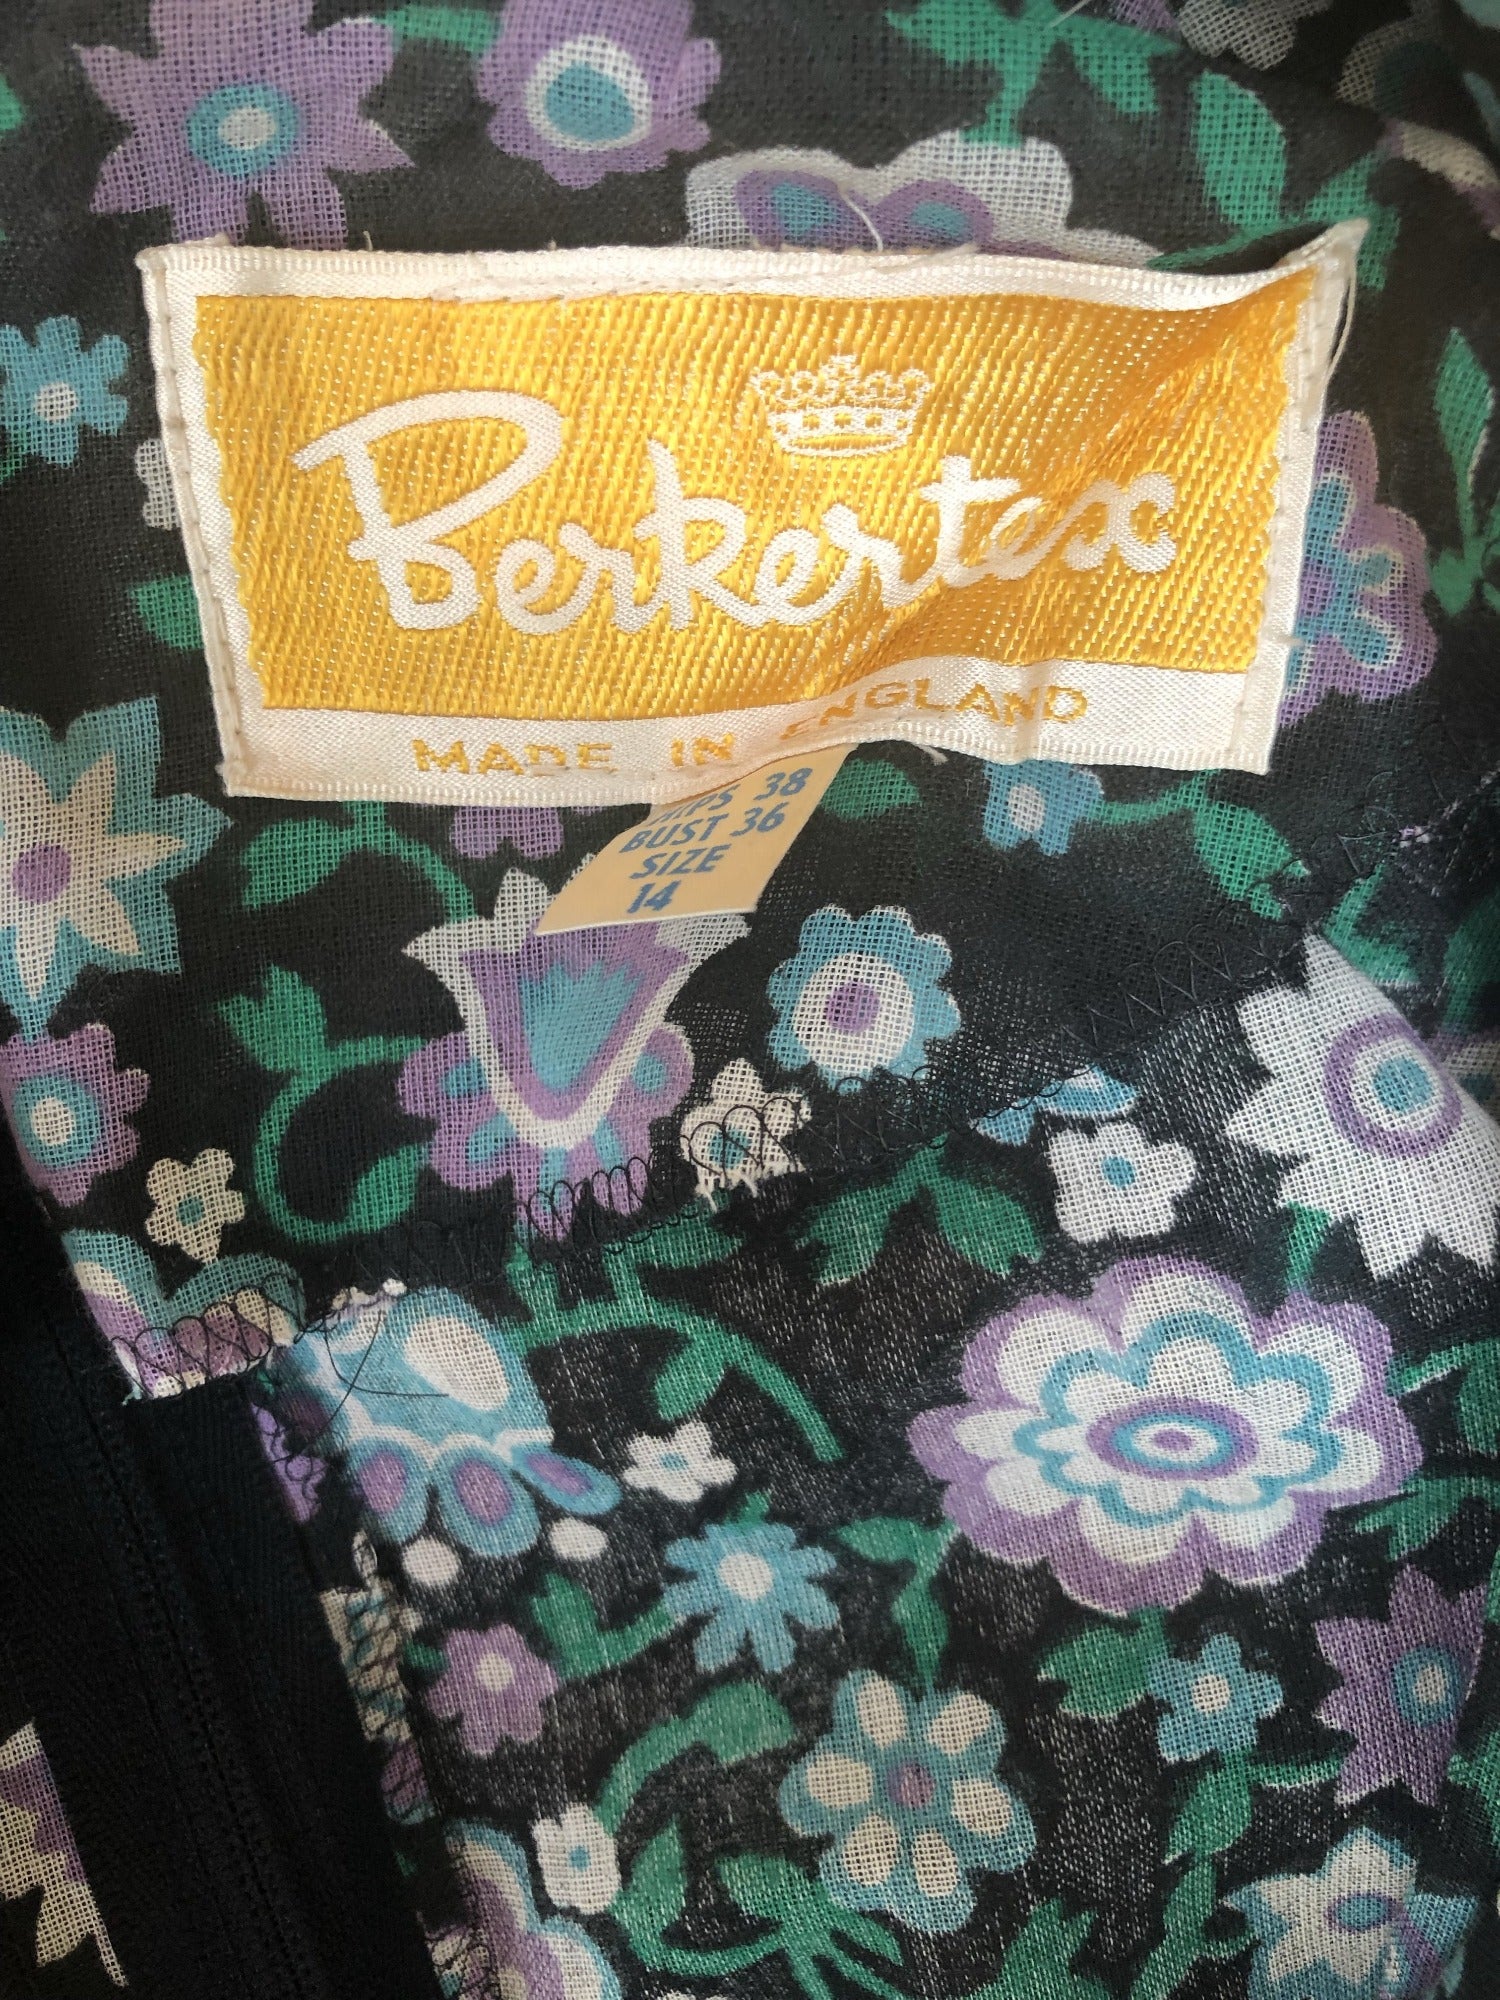 Berkertex
MADE IN ENGLAND
HIPS 38
BUST 36
SIZE
14